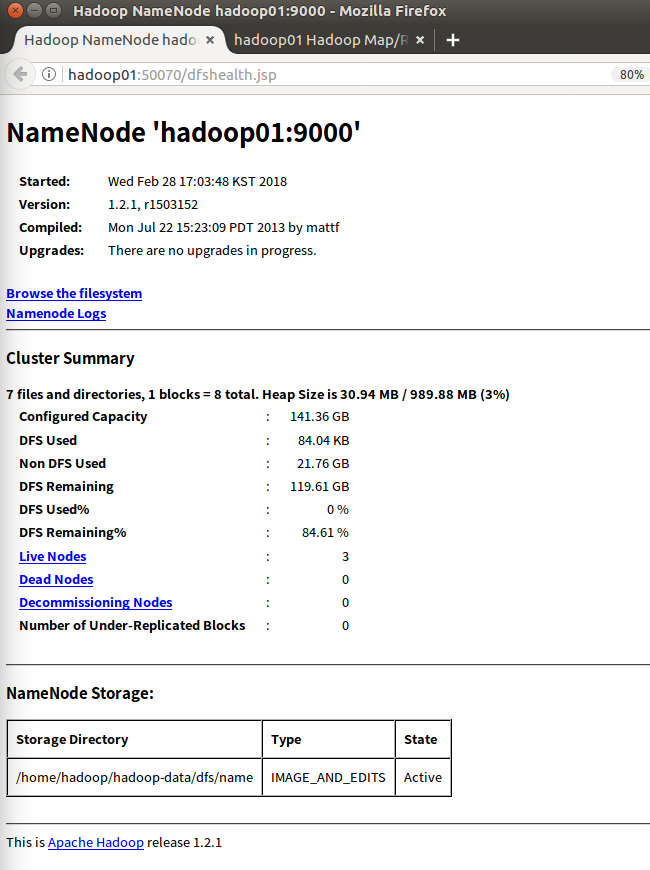 Hadoop NameNode hadoop01:9000 - Mozilla Firefox
Hadoop NameNode hado × hadoop01 Hadoop Map/R × +
hadoop01:50070/dfshealth.jsp 80%
NameNode 'hadoop01:9000'
Started: Wed Feb 28 17:03:48 KST 2018
Version: 1.2.1, r1503152
Compiled: Mon Jul 22 15:23:09 PDT 2013 by mattf
Upgrades: There are no upgrades in progress.
Browse the filesystem
Namenode Logs
Cluster Summary
7 files and directories, 1 blocks = 8 total. Heap Size is 30.94 MB / 989.88 MB (3%)
Configured Capacity : 141.36 GB
DFS Used : 84.04 KB
Non DFS Used : 21.76 GB
DFS Remaining : 119.61 GB
DFS Used% : 0 %
DFS Remaining% : 84.61 %
Live Nodes : 3
Dead Nodes : 0
Decommissioning Nodes : 0
Number of Under-Replicated Blocks : 0
NameNode Storage:
Storage Directory Type State
/home/hadoop/hadoop-data/dfs/name IMAGE_AND_EDITS Active
This is Apache Hadoop release 1.2.1